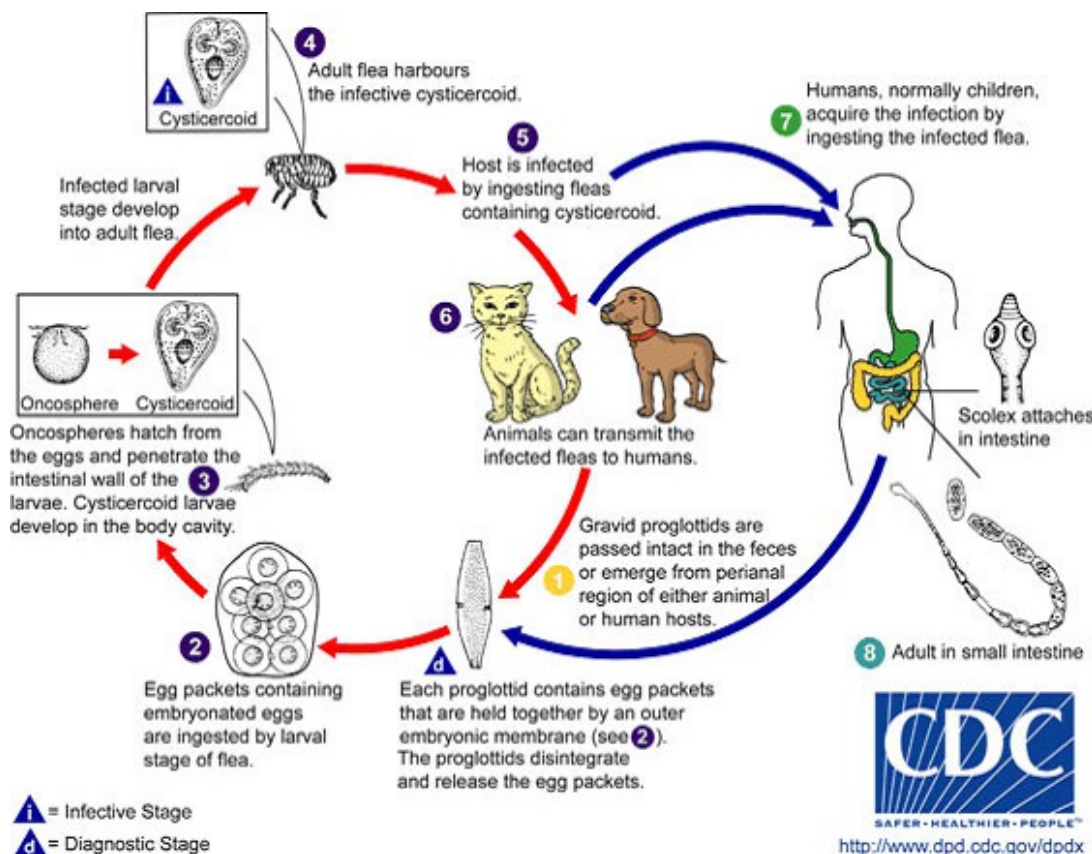 4
Adult flea harbours
the infective cysticercoid.
i
Cysticercoid
Humans, normally children,
acquire the infection by
ingesting the infected flea.
7
5
Host is infected
by ingesting fleas
containing cysticercoid.
Infected larval
stage develop
into adult flea.
6
Oncosphere
Cysticercoid
Oncospheres hatch from
the eggs and penetrate the
intestinal wall of the
larvae. Cysticercoid larvae
develop in the body cavity.
3
Animals can transmit the
infected fleas to humans.
Scolex attaches
in intestine
Gravid proglottids are
passed intact in the feces
or emerge from perianal
region of either animal
or human hosts.
1
2
Egg packets containing
embryonated eggs
are ingested by larval
stage of flea.
d
Each proglottid contains egg packets
that are held together by an outer
embryonic membrane (see 2).
The proglottids disintegrate
and release the egg packets.
8 Adult in small intestine
CDC
SAFER·HEALTHIER·PEOPLE™
http://www.dpd.cdc.gov/dpdx
i = Infective Stage
d = Diagnostic Stage